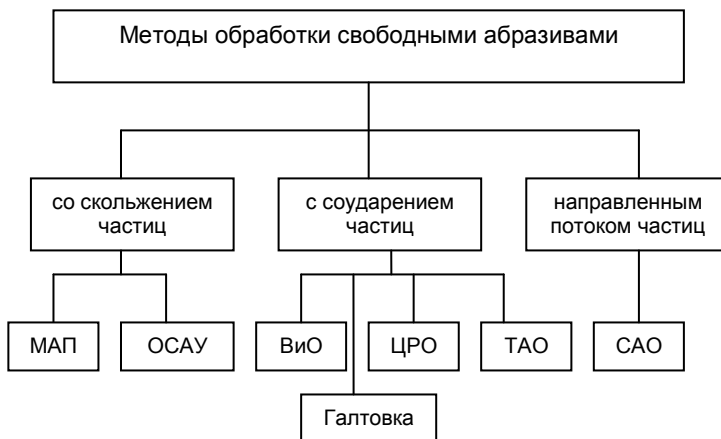 Методы обработки свободными абразивами
со скольжением
частиц
с соударением
частиц
направленным
потоком частиц
МАП
ОСАУ
ВиО
ЦРО
ТАО
САО
Галтовка